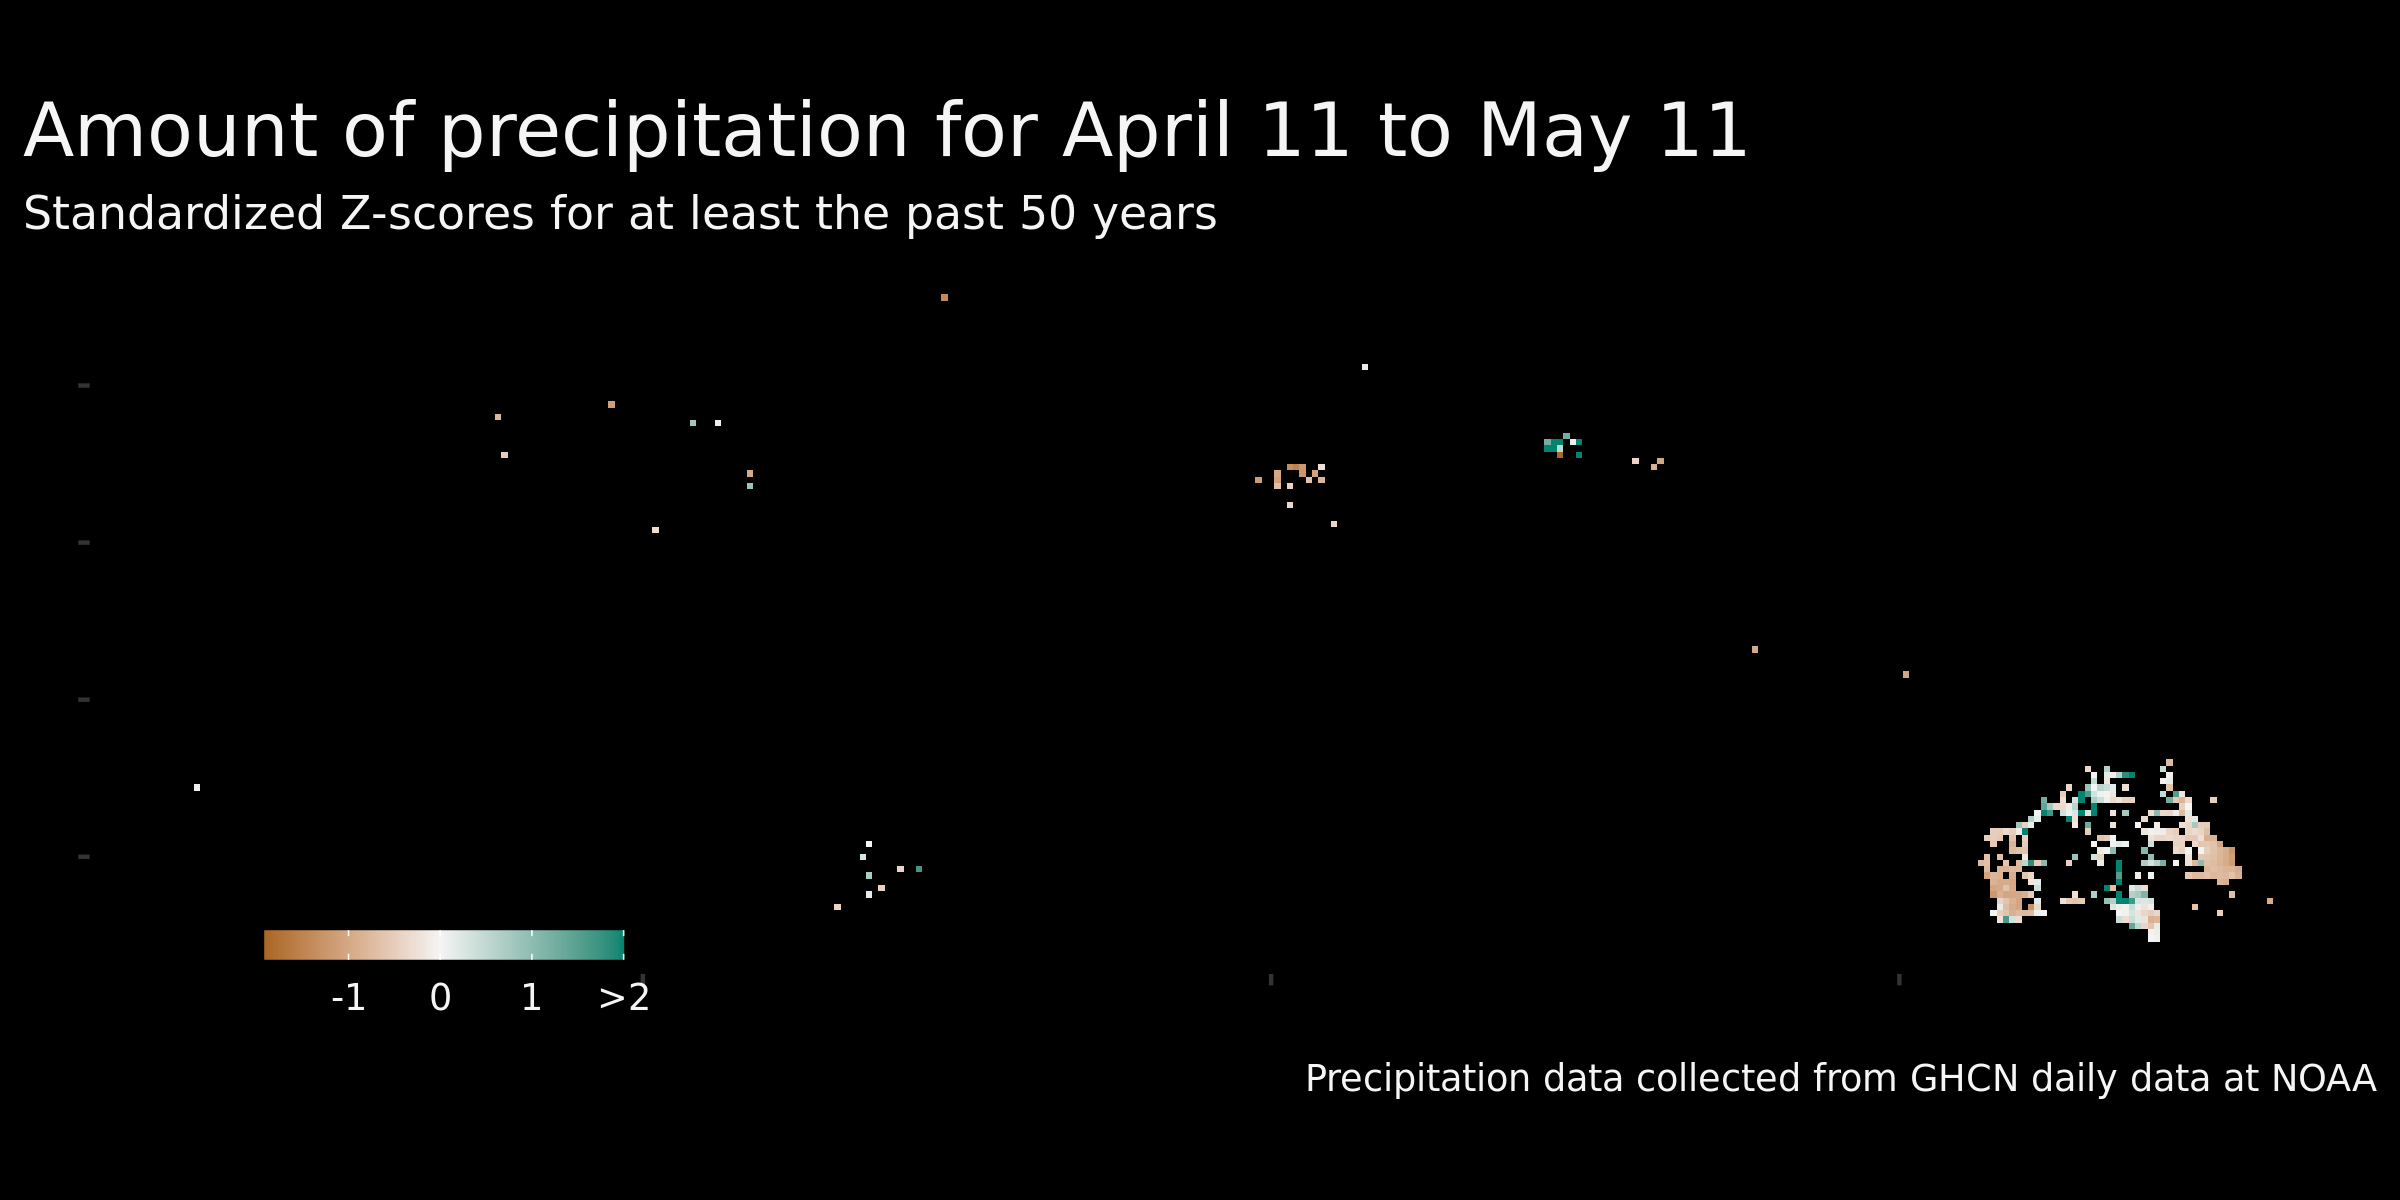 Amount of precipitation for April 11 to May 11
Standardized Z-scores for at least the past 50 years
-1 0 1 >2
Precipitation data collected from GHCN daily data at NOAA